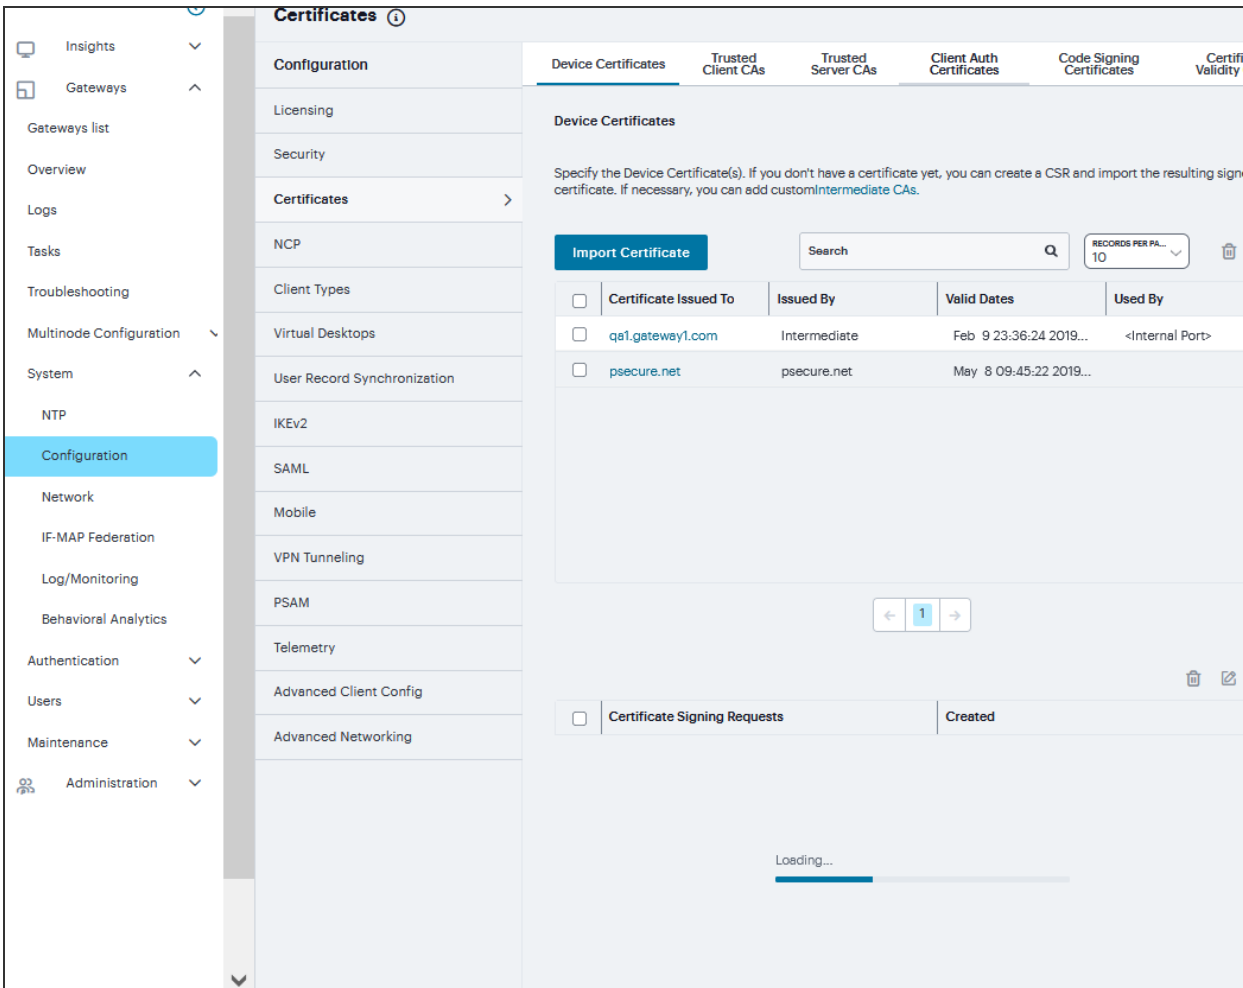 Insights
Gateways
Gateways list
Overview
Logs
Tasks
Troubleshooting
Multinode Configuration
System
NTP
Configuration
Network
IF-MAP Federation
Log/Monitoring
Behavioral Analytics
Authentication
Users
Maintenance
Administration
Certificates
Configuration
Licensing
Security
Certificates
NCP
Client Types
Virtual Desktops
User Record Synchronization
IKEv2
SAML
Mobile
VPN Tunneling
PSAM
Telemetry
Advanced Client Config
Advanced Networking
Device Certificates
Trusted
Client CAs
Trusted
Server CAs
Client Auth
Certificates
Code Signing
Certificates
Certifi
Validity
Device Certificates
Specify the Device Certificate(s). If you don't have a certificate yet, you can create a CSR and import the resulting signe
certificate. If necessary, you can add customIntermediate CAs.
Import Certificate
Search
RECORDS PER PA...
10
Certificate Issued To Issued By Valid Dates Used By
qa1.gateway1.com Intermediate Feb 9 23:36:24 2019... <Internal Port>
psecure.net psecure.net May 8 09:45:22 2019...
1
Certificate Signing Requests Created
Loading...